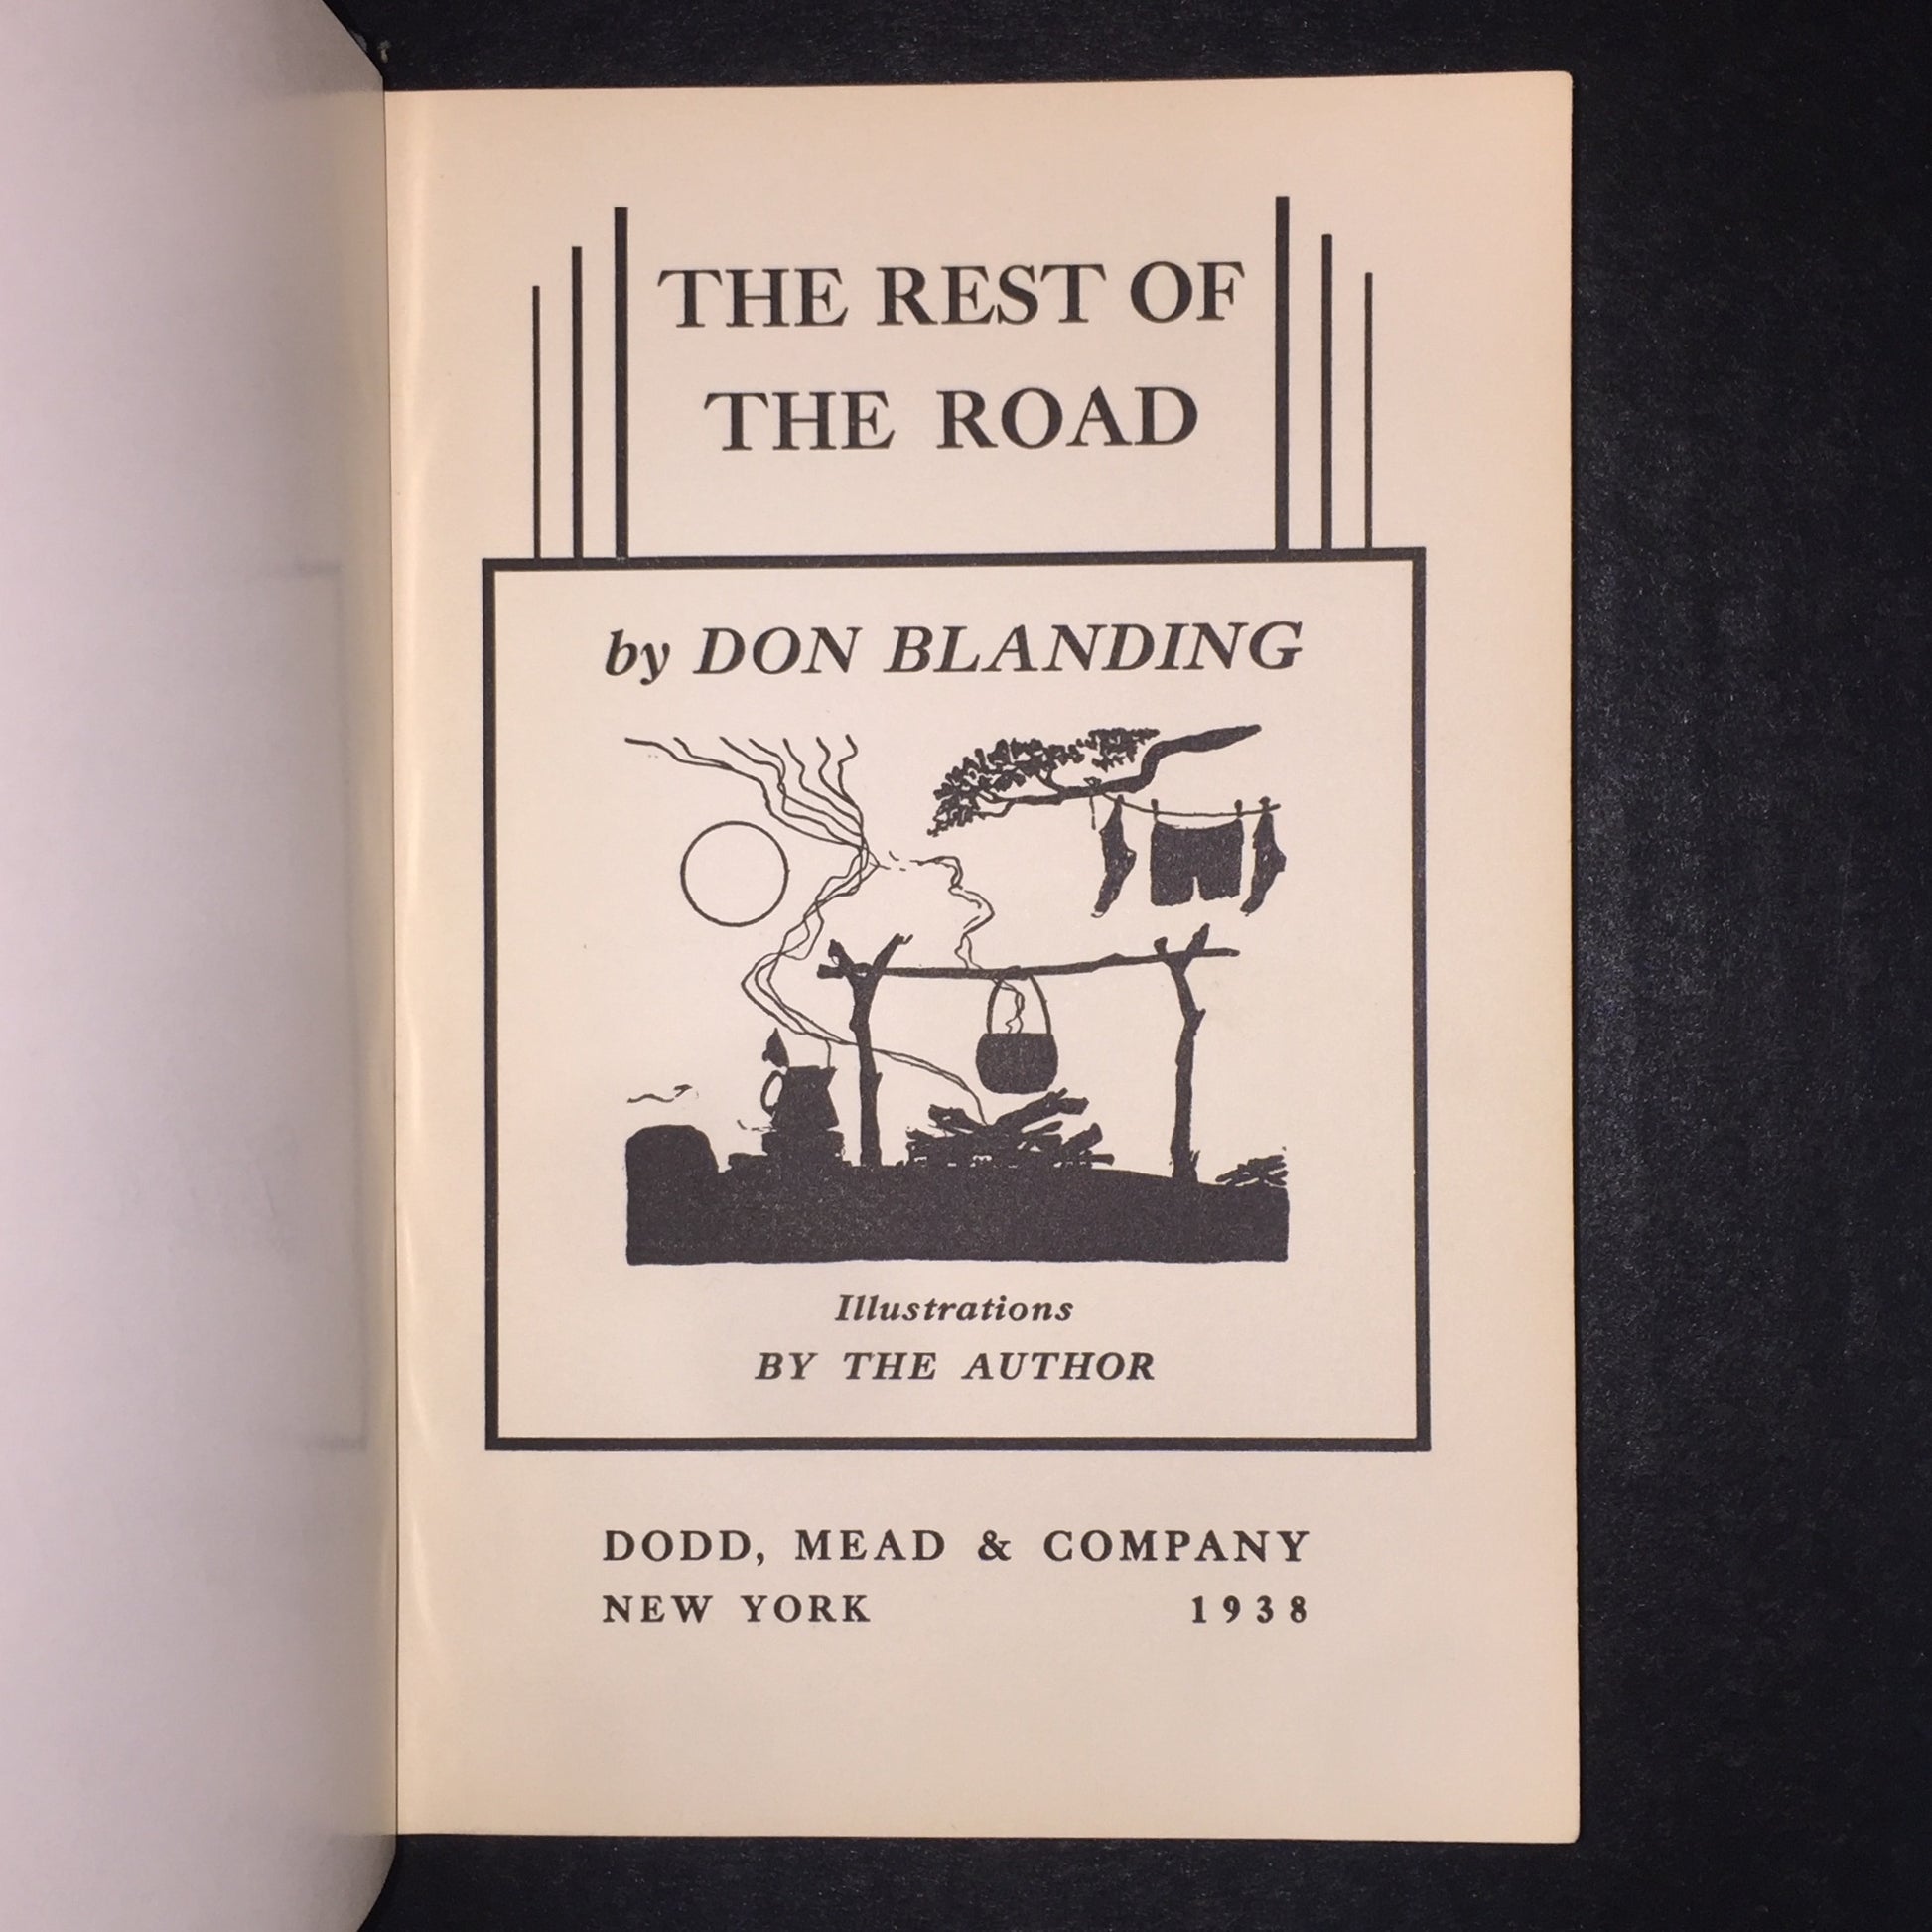 THE REST OF
THE ROAD
by DON BLANDING
Illustrations
BY THE AUTHOR
DODD, MEAD & COMPANY
NEW YORK 1938